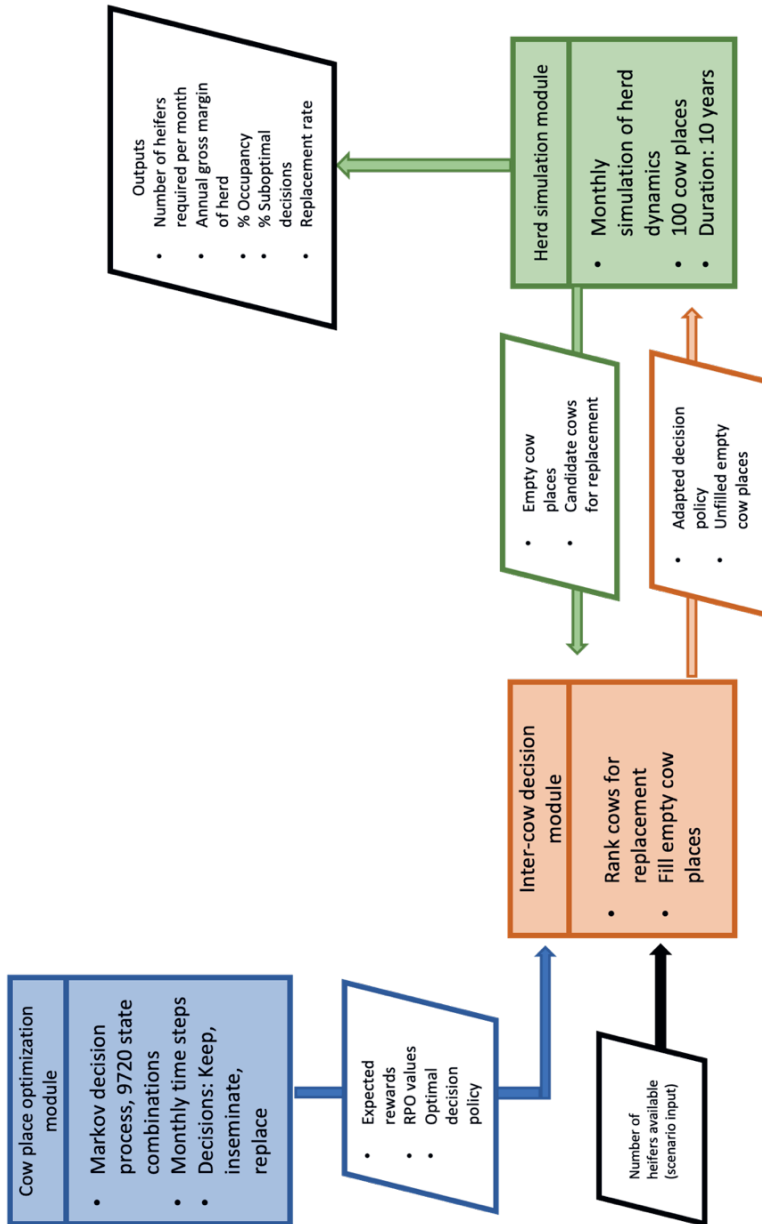 Cow place optimization
module
• Markov decision
process, 9720 state
combinations
• Monthly time steps
• Decisions: Keep,
inseminate,
replace
• Expected
rewards
• RPO values
• Optimal
decision
policy
Number of
heifers available
(scenario input)
Inter-cow decision
module
• Rank cows for
replacement
• Fill empty cow
places
• Empty cow
places
• Candidate cows
for replacement
• Adapted decision
policy
• Unfilled empty
cow places
Herd simulation module
• Monthly
simulation of herd
dynamics
• 100 cow places
• Duration: 10 years
Outputs
• Number of heifers
required per month
• Annual gross margin
of herd
• % Occupancy
• % Suboptimal
decisions
• Replacement rate